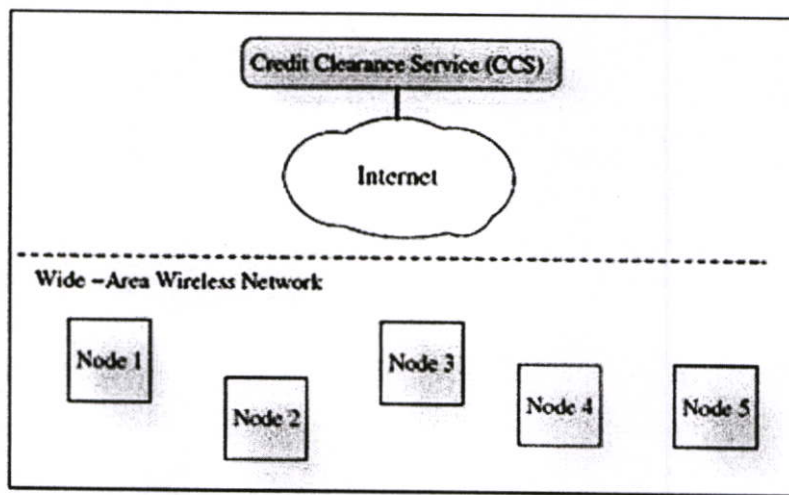 Credit Clearance Service (CCS)
Internet
Wide –Area Wireless Network
Node 1
Node 2
Node 3
Node 4
Node 5